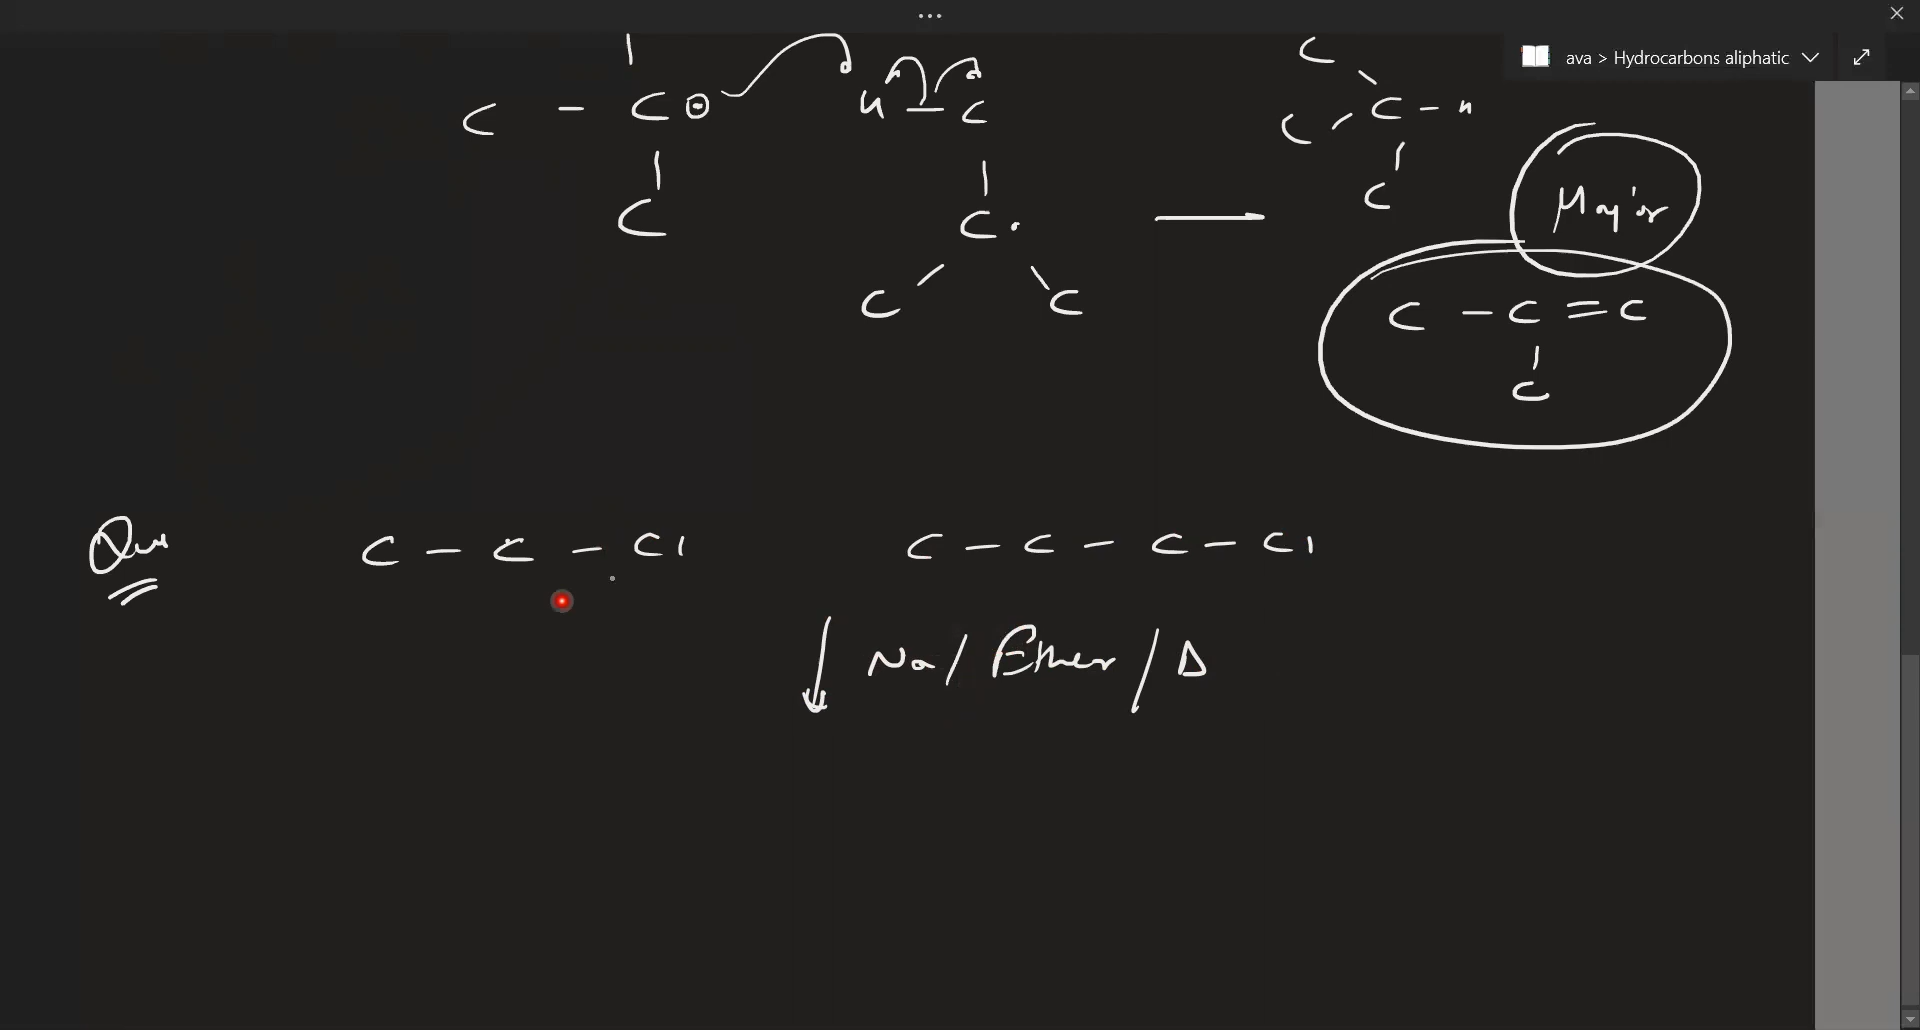 ...
ava > Hydrocarbons aliphatic
C
C - C ⊖ H - C C - H
C
C C
C · Major
C C
C - C = C
C
Que C - C - Cl C - C - C - Cl
↓ Na / Ether / Δ